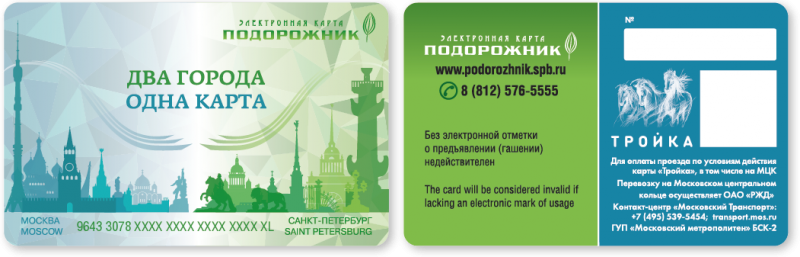 ЭЛЕКТРОННАЯ КАРТА
ПОДОРОЖНИК
ДВА ГОРОДА
ОДНА КАРТА
МОСКВА
MOSCOW
9643 3078 XXXX XXXX XXXX XXXX XL
САНКТ-ПЕТЕРБУРГ
SAINT PETERSBURG
ЭЛЕКТРОННАЯ КАРТА
ПОДОРОЖНИК
www.podorozhnik.spb.ru
8 (812) 576-5555
Без электронной отметки
о предъявлении (гашении)
недействителен
The card will be considered invalid if
lacking an electronic mark of usage
№
ТРОЙКА
Для оплаты проезда по условиям действия
карты «Тройка», в том числе на МЦК
Перевозку на Московском центральном
кольце осуществляет ОАО «РЖД»
Контакт-центр «Московский Транспорт»:
+7 (495) 539-5454; transport.mos.ru
ГУП «Московский метрополитен» БСК-2